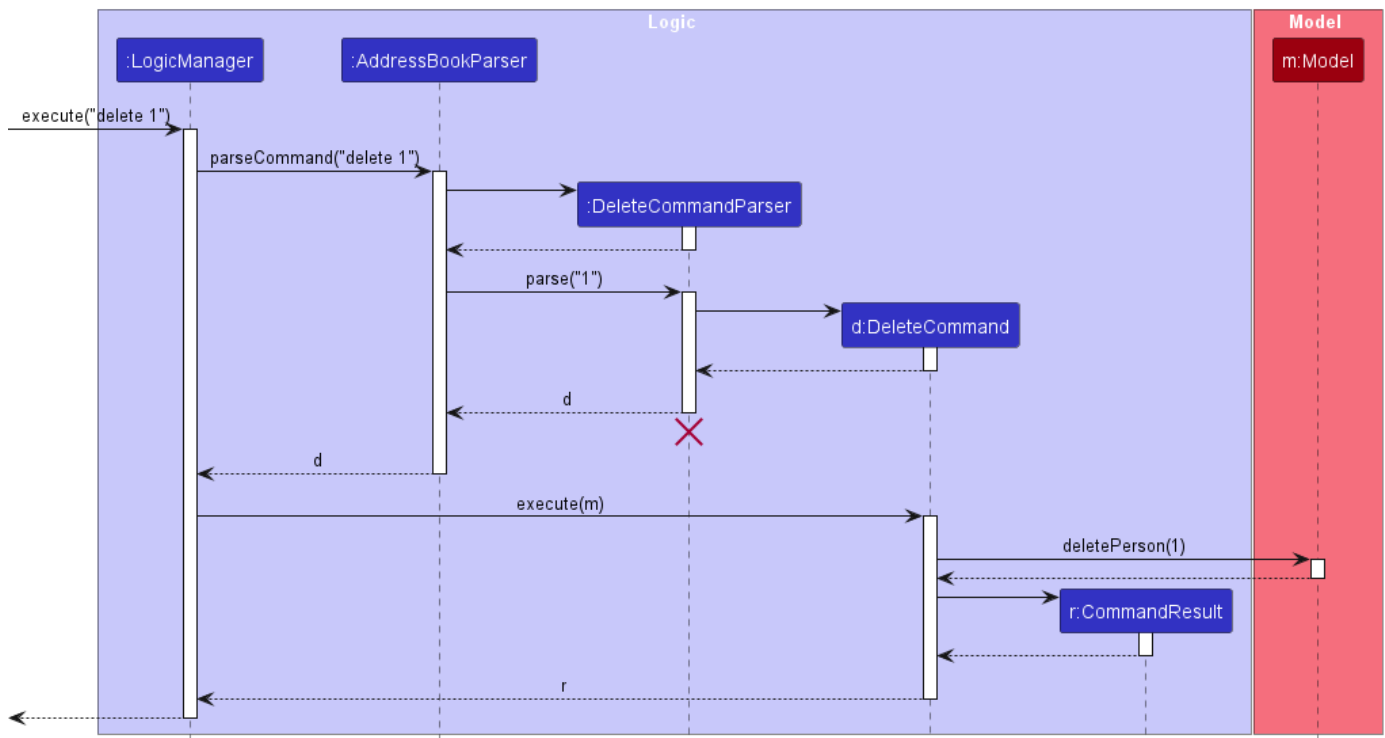 Logic
Model
:LogicManager
:AddressBookParser
m:Model
execute("delete 1")
parseCommand("delete 1")
:DeleteCommandParser
parse("1")
d:DeleteCommand
d
d
execute(m)
deletePerson(1)
r:CommandResult
r